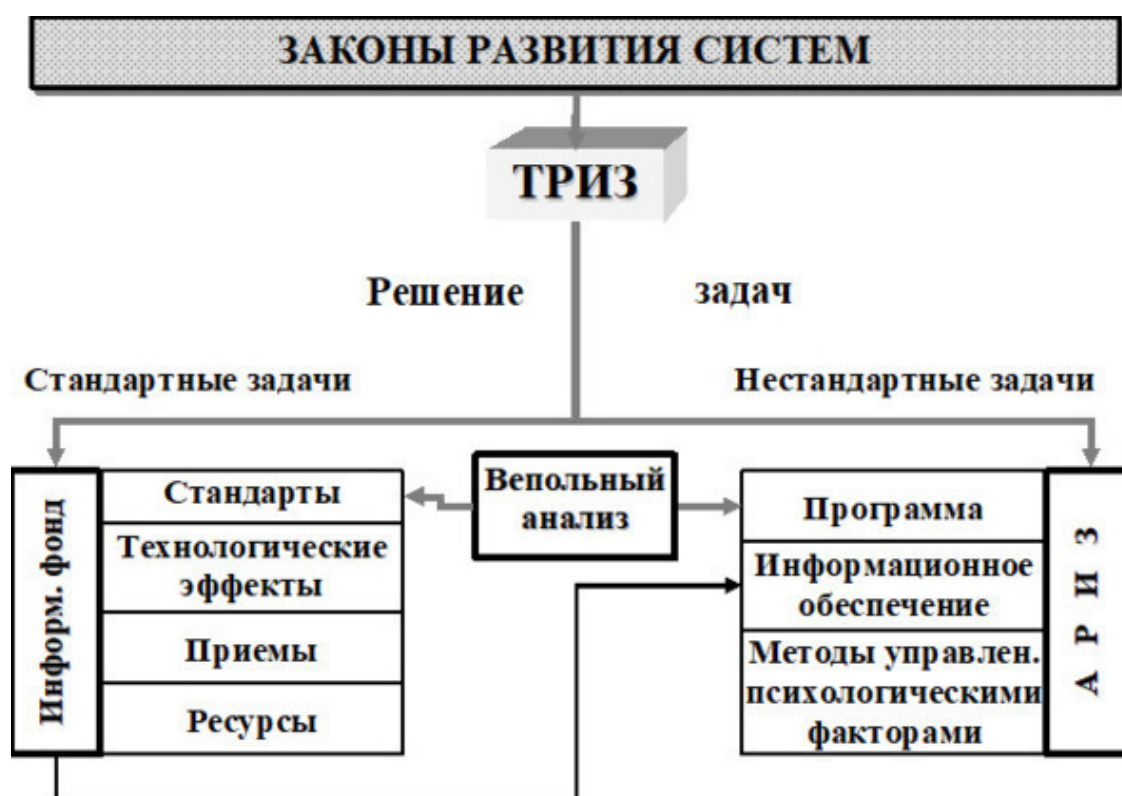 ЗАКОНЫ РАЗВИТИЯ СИСТЕМ
ТРИЗ
Решение задач
Стандартные задачи
Нестандартные задачи
Информ. фонд
Стандарты
Технологические
эффекты
Приемы
Ресурсы
Вепольный
анализ
Программа
Информационное
обеспечение
Методы управлен.
психологическими
факторами
А Р И З